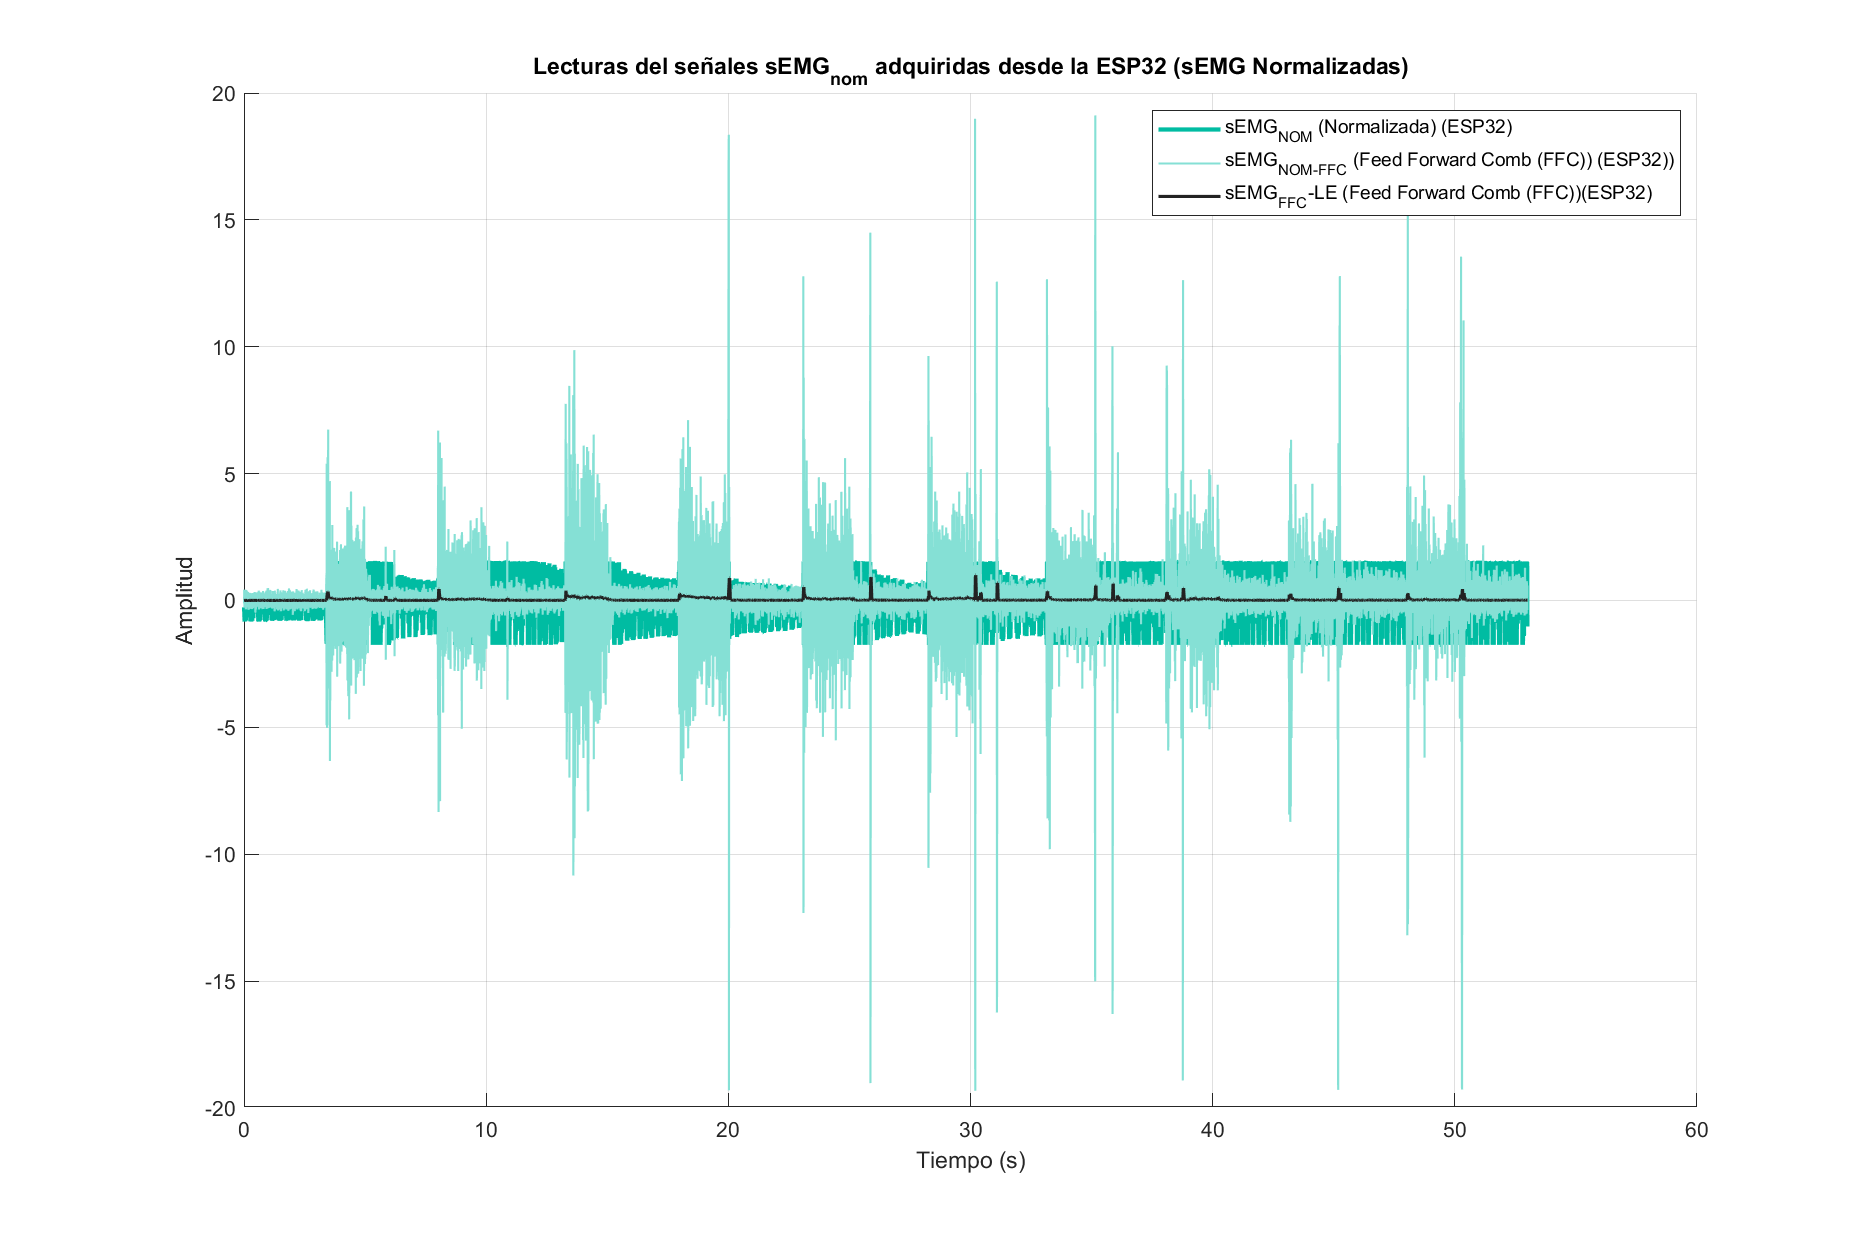 Lecturas del señales sEMGnom adquiridas desde la ESP32 (sEMG Normalizadas)
sEMGNOM (Normalizada) (ESP32)
sEMGNOM-FFC (Feed Forward Comb (FFC)) (ESP32))
sEMGFFC-LE (Feed Forward Comb (FFC))(ESP32)
20
15
10
5
0
-5
-10
-15
-20
Amplitud
0 10 20 30 40 50 60
Tiempo (s)